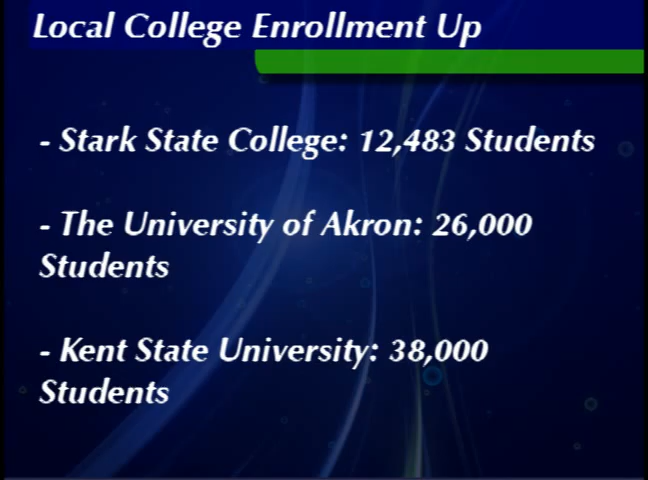 Local College Enrollment Up
- Stark State College: 12,483 Students
- The University of Akron: 26,000
Students
- Kent State University: 38,000
Students